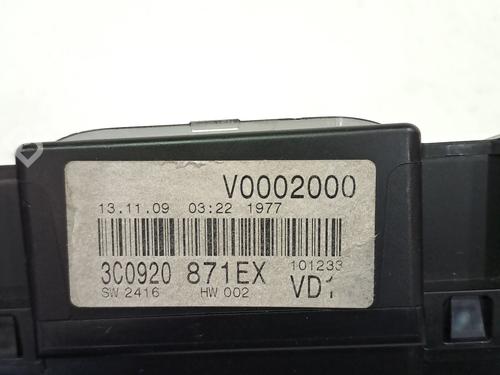 V0002000
13.11.09 03:22 1977
101233
3C0920 871EX VD1
SW 2416 HW 002